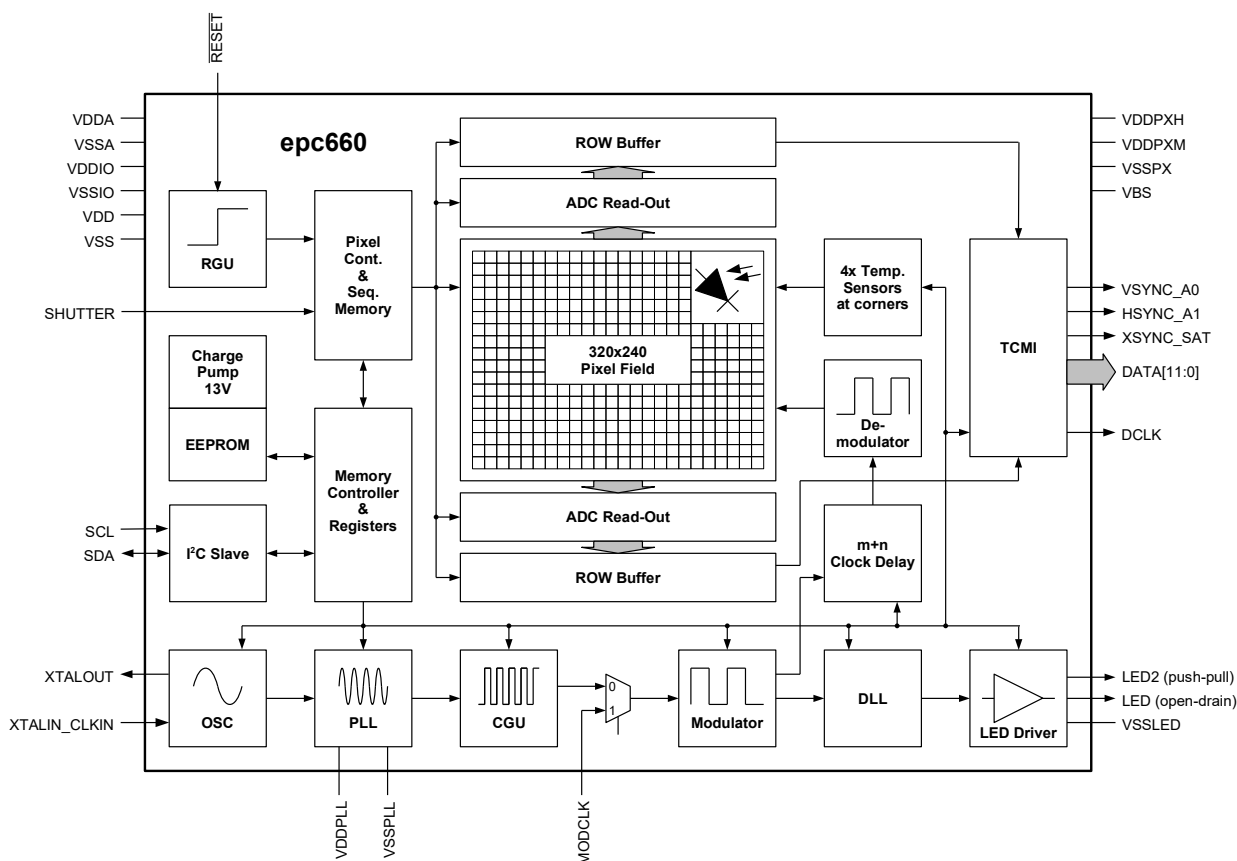 RESET
epc660
VDDA
VSSA
VDDIO
VSSIO
VDD
VSS
SHUTTER
SCL
SDA
XTALOUT
XTALIN_CLKIN
RGU
Pixel
Cont.
&
Seq.
Memory
Charge
Pump
13V
EEPROM
I²C Slave
Memory
Controller
&
Registers
ROW Buffer
ADC Read-Out
320x240
Pixel Field
ADC Read-Out
ROW Buffer
4x Temp.
Sensors
at corners
De-
modulator
m+n
Clock Delay
TCMI
OSC
PLL
CGU
0
1
Modulator
DLL
LED Driver
VDDPXH
VDDPXM
VSSPX
VBS
VSYNC_A0
HSYNC_A1
XSYNC_SAT
DATA[11:0]
DCLK
LED2 (push-pull)
LED (open-drain)
VSSLED
VDDPLL
VSSPLL
MODCLK